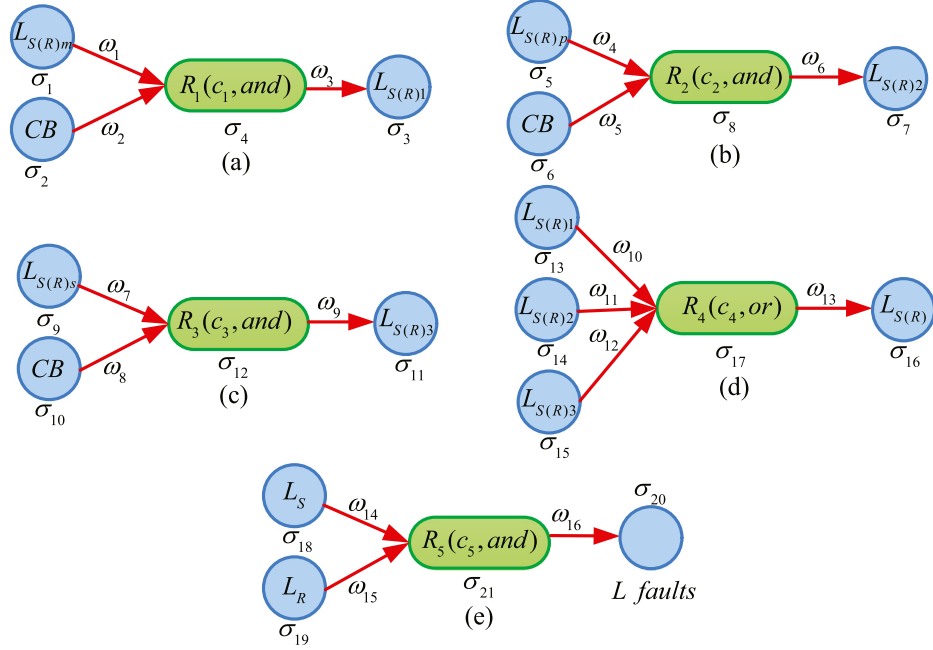 L_{S(R)m} ω_1
σ_1
R_1(c_1,and) ω_3 L_{S(R)1}
CB ω_2
σ_2
σ_4 σ_3
(a)
L_{S(R)p} ω_4
σ_5
R_2(c_2,and) ω_6 L_{S(R)2}
CB ω_5
σ_6
σ_8 σ_7
(b)
L_{S(R)s} ω_7
σ_9
R_3(c_3,and) ω_9 L_{S(R)3}
CB ω_8
σ_10
σ_12 σ_11
(c)
L_{S(R)1} ω_10
σ_13
L_{S(R)2} ω_11 R_4(c_4,or) ω_13 L_{S(R)}
σ_14 ω_12 σ_17 σ_16
L_{S(R)3}
σ_15
(d)
L_S ω_14
σ_18
R_5(c_5,and) ω_16 σ_20
L_R ω_15
σ_19
σ_21 L faults
(e)